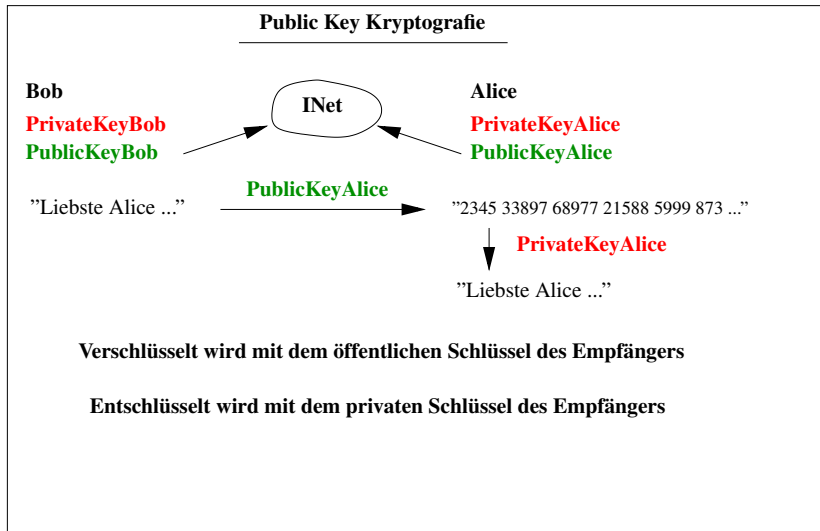 Public Key Kryptografie
Bob
INet
Alice
PrivateKeyBob
PrivateKeyAlice
PublicKeyBob
PublicKeyAlice
PublicKeyAlice
”Liebste Alice ...”
”2345 33897 68977 21588 5999 873 ...”
PrivateKeyAlice
”Liebste Alice ...”
Verschlüsselt wird mit dem öffentlichen Schlüssel des Empfängers
Entschlüsselt wird mit dem privaten Schlüssel des Empfängers